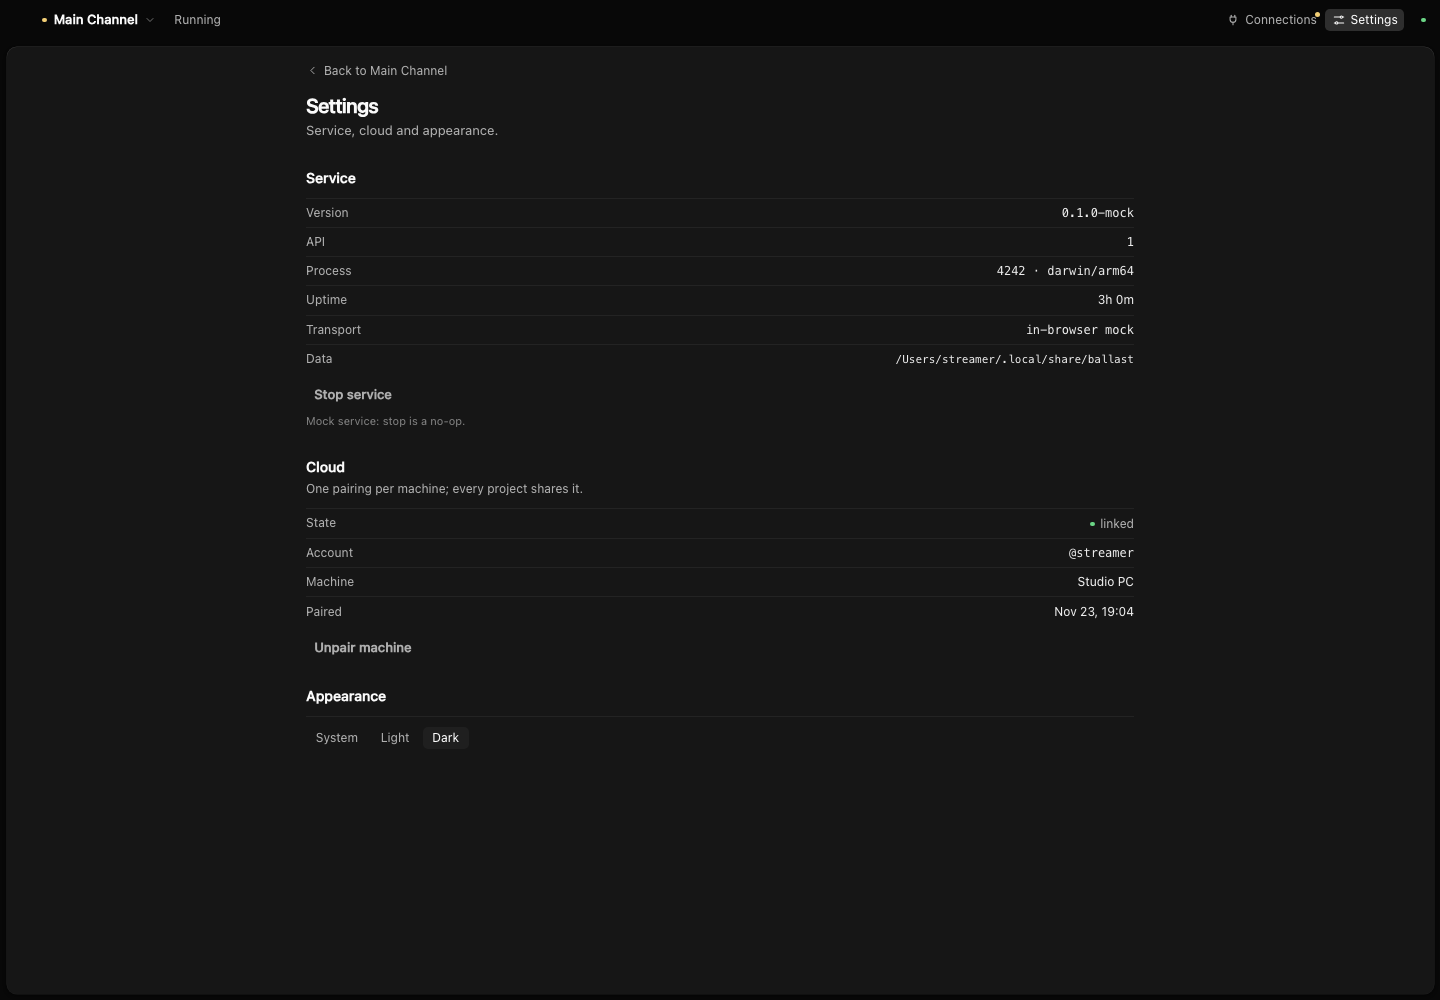 Main Channel Running Connections Settings
Back to Main Channel
Settings
Service, cloud and appearance.
Service
Version 0.1.0-mock
API 1
Process 4242 · darwin/arm64
Uptime 3h 0m
Transport in-browser mock
Data /Users/streamer/.local/share/ballast
Stop service
Mock service: stop is a no-op.
Cloud
One pairing per machine; every project shares it.
State linked
Account @streamer
Machine Studio PC
Paired Nov 23, 19:04
Unpair machine
Appearance
System Light Dark